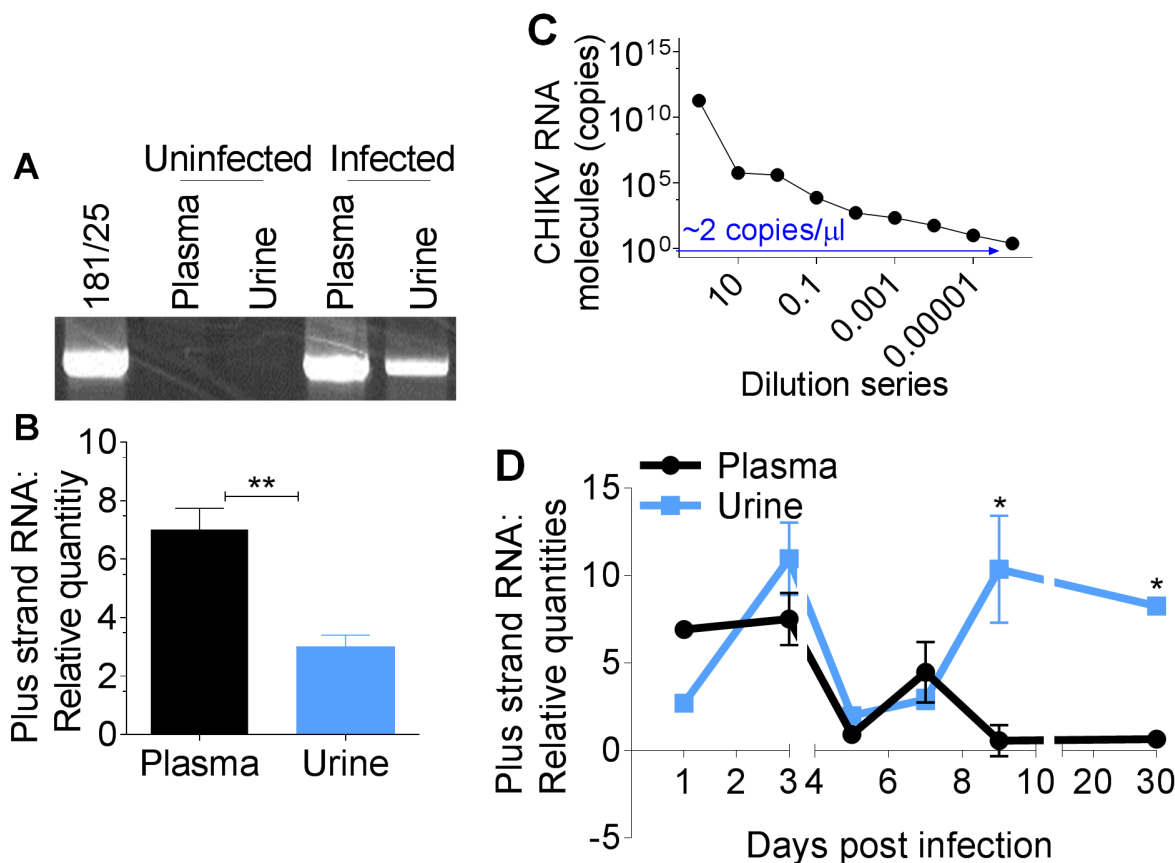 A
Uninfected Infected
181/25
Plasma
Urine
Plasma
Urine
B
Plus strand RNA:
Relative quantitiy
10
8
6
4
2
0
**
Plasma Urine
C
CHIKV RNA
molecules (copies)
10^15
10^10
10^5
10^0
~2 copies/µl
10
0.1
0.001
0.00001
Dilution series
D
Plasma
Urine
Plus strand RNA:
Relative quantities
15
10
5
0
-5
*
*
1 2 3 4 6 8 10 20 30
Days post infection